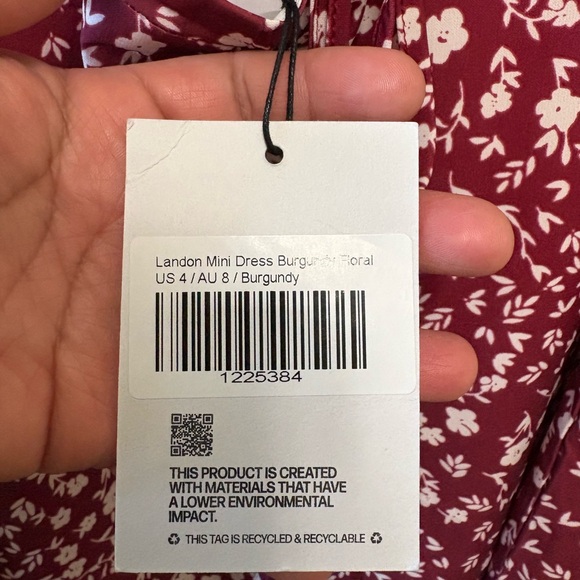 Landon Mini Dress Burgundy Floral
US 4 / AU 8 / Burgundy
1225384
THIS PRODUCT IS CREATED
WITH MATERIALS THAT HAVE
A LOWER ENVIRONMENTAL
IMPACT.
THIS TAG IS RECYCLED & RECYCLABLE